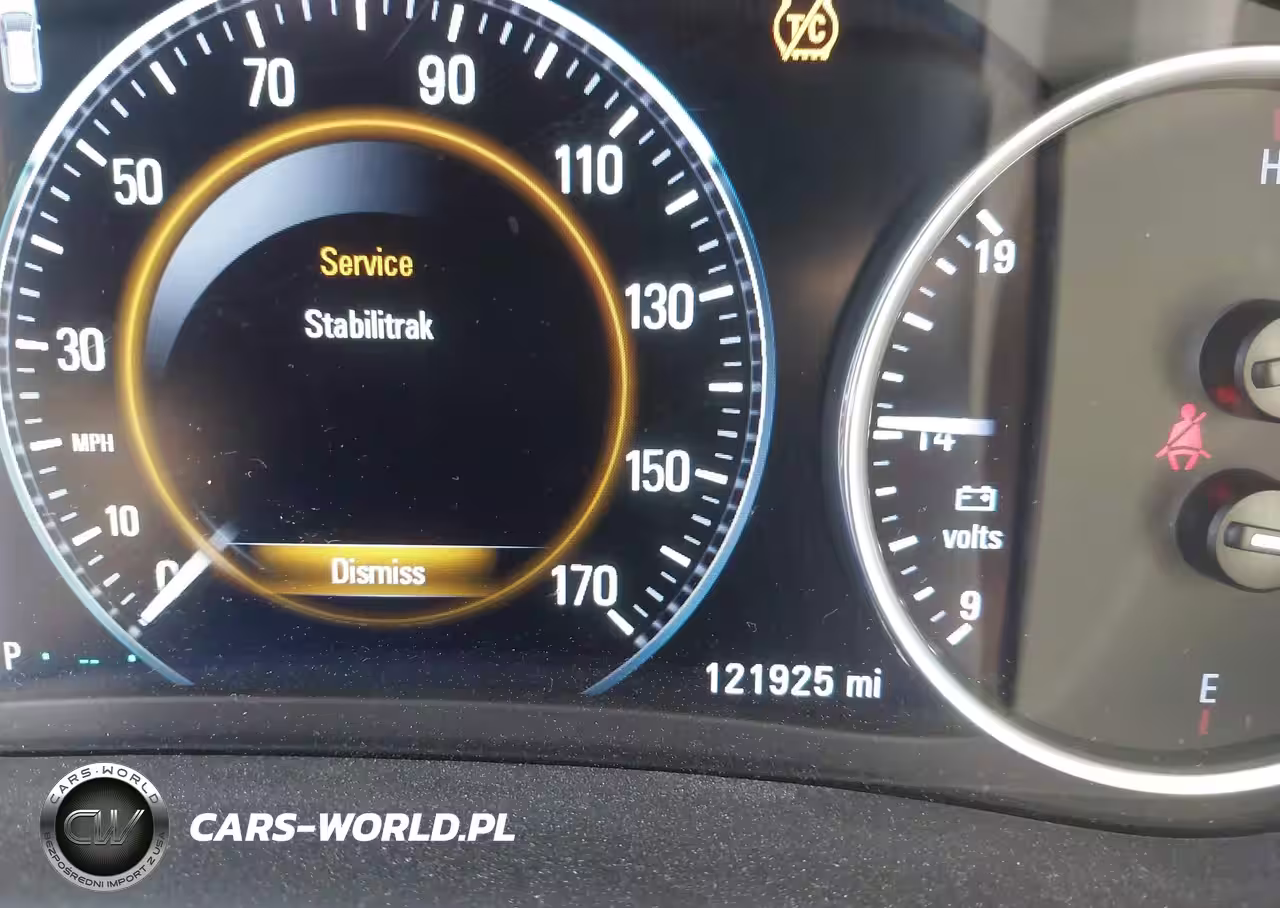 T/C
70
90
50
110
H
Service
19
Stabilitrak
130
30
14
MPH
150
volts
10
0
Dismiss
170
9
P
121925 mi
E
CARS-WORLD
CW
BEZPOŚREDNI IMPORT Z USA
CARS-WORLD.PL